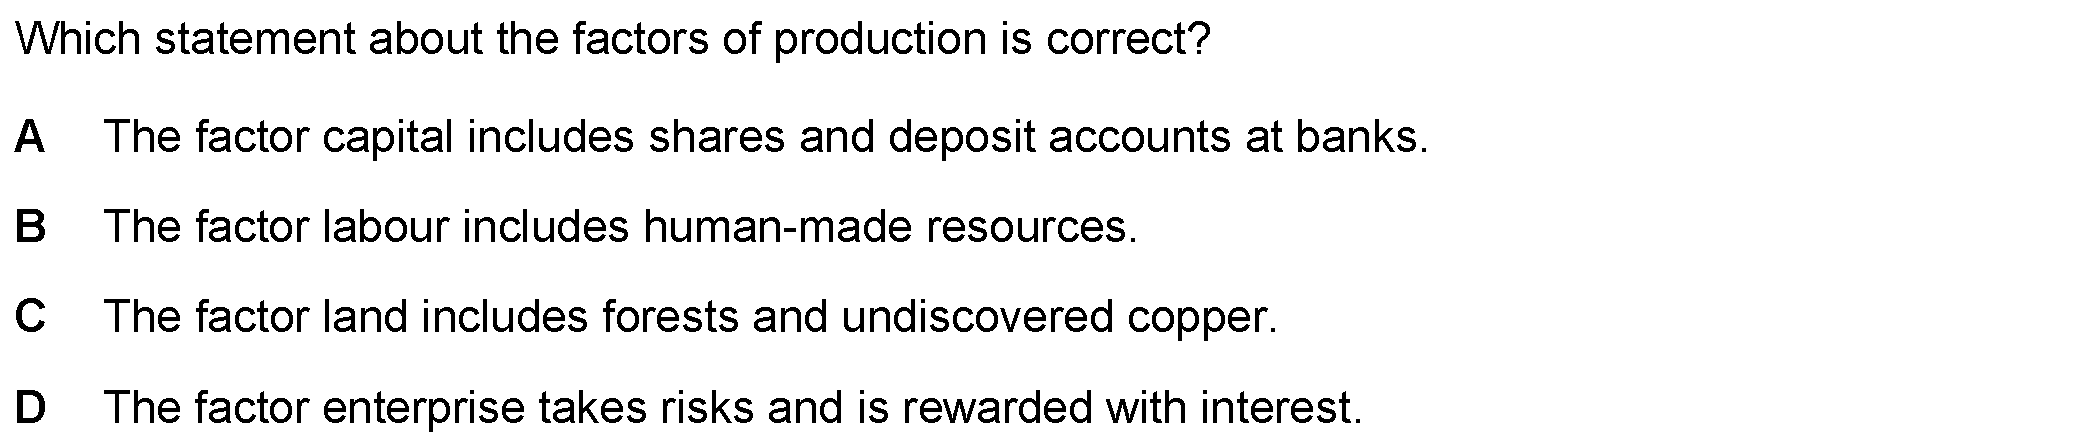 Which statement about the factors of production is correct?
A The factor capital includes shares and deposit accounts at banks.
B The factor labour includes human-made resources.
C The factor land includes forests and undiscovered copper.
D The factor enterprise takes risks and is rewarded with interest.